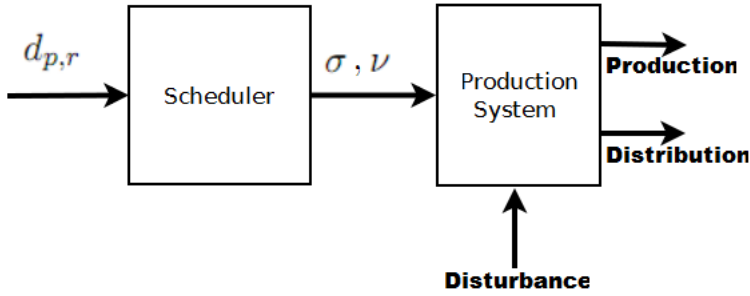 d_{p,r}
Scheduler
σ , ν
Production
System
Production
Distribution
Disturbance